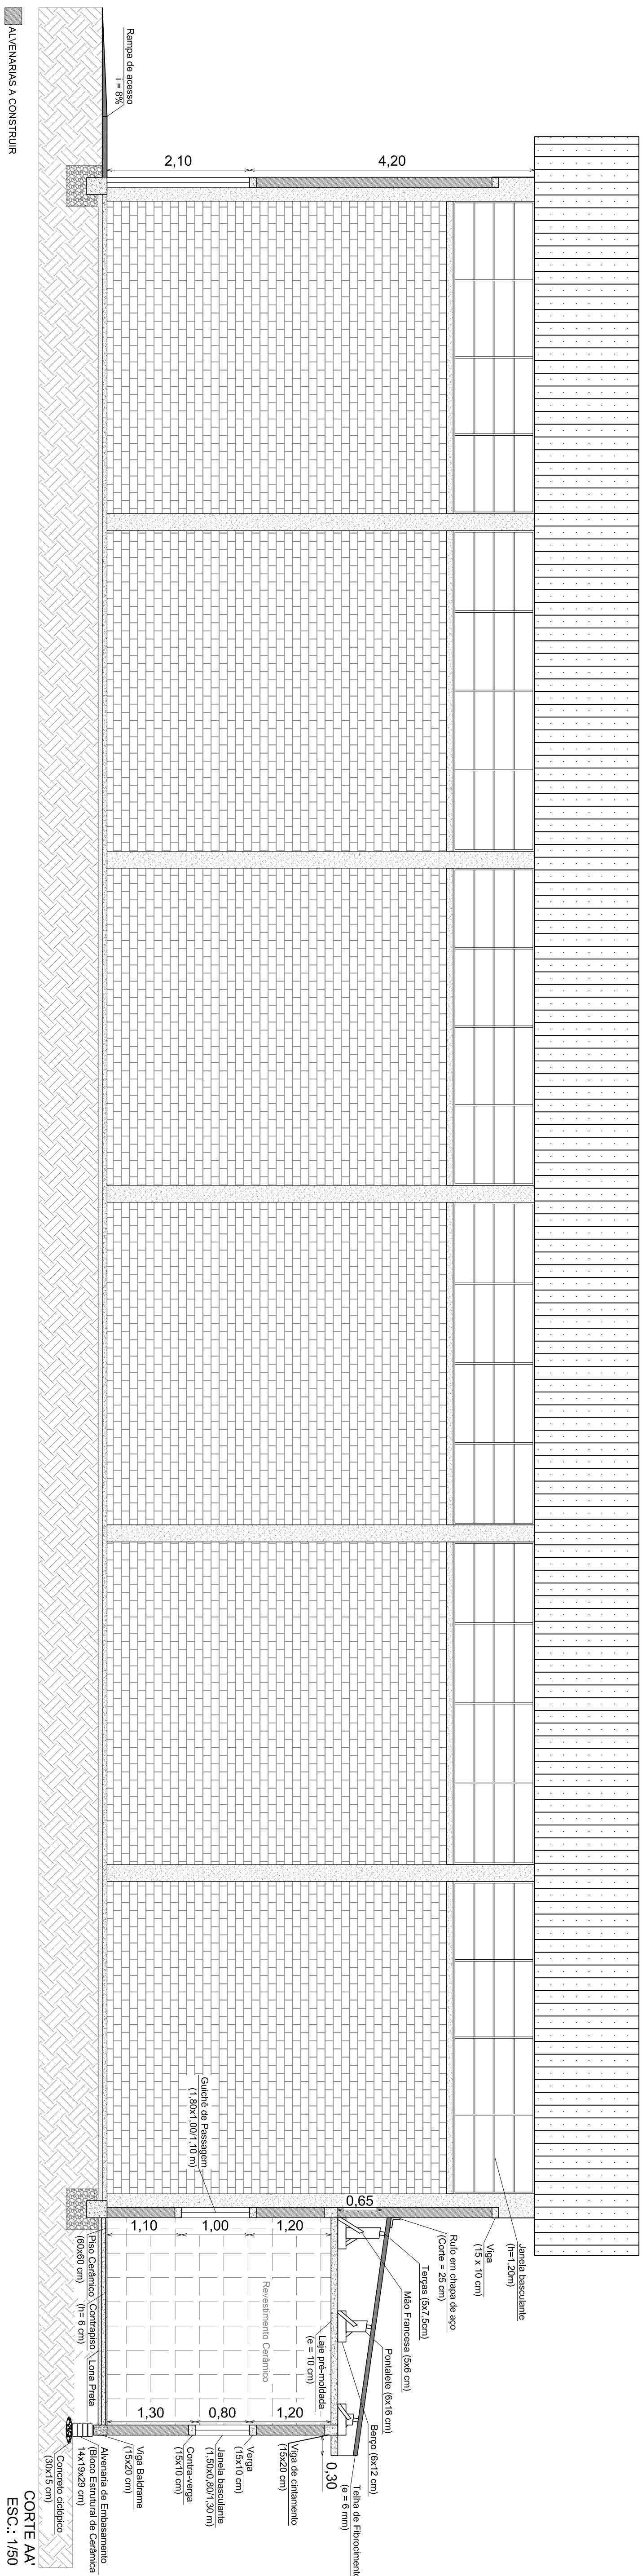 ALVENARIAS A CONSTRUIR
Rampa de acesso
i = 8%
2,10
4,20
Guichê de Passagem
(1,80x1,00/1,10 m)
Janela basculante
(h=1,20m)
Viga
(15 x 10 cm)
Rufo em chapa de aço
(Corte = 25 cm)
Terças (5x7,5cm)
Mão Francesa (5x6 cm)
Pontalete (6x16 cm)
Berço (6x12 cm)
Telha de Fibrocimento
(e = 6 mm)
0,65
1,10
1,00
1,20
Revestimento Cerâmico
Laje pré-moldada
(e = 10 cm)
1,30
0,80
1,20
0,30
Viga de cintamento
(15x20 cm)
Verga
(15x10 cm)
Janela basculante
(1,50x0,80/1,30 m)
Contra-verga
(15x10 cm)
Viga Baldrame
(15x20 cm)
Alvenaria de Embasamento
(Bloco Estrutural de Cerâmica
14x19x29 cm)
Concreto ciclópico
(30x15 cm)
Piso Cerâmico
(60x60 cm)
Contrapiso
(h= 6 cm)
Lona Preta
CORTE AA'
ESC.: 1/50